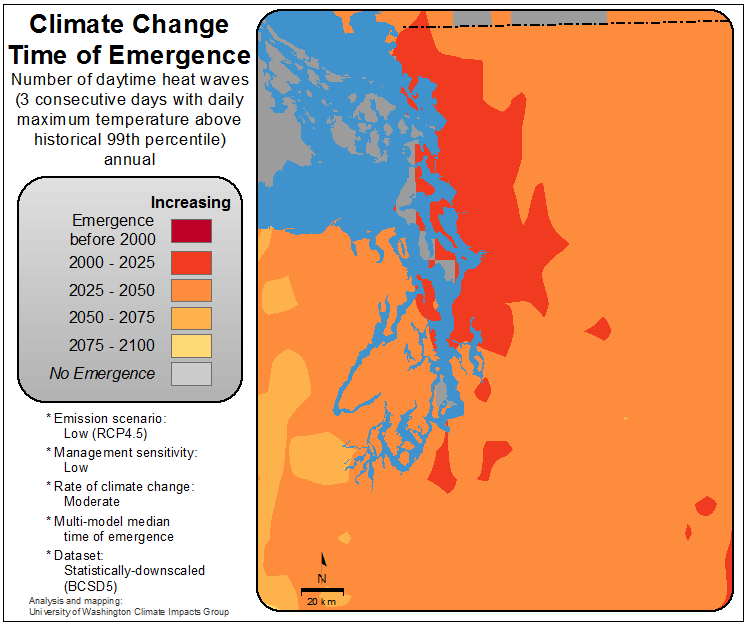 Climate Change
Time of Emergence
Number of daytime heat waves
(3 consecutive days with daily
maximum temperature above
historical 99th percentile)
annual
Increasing
Emergence
before 2000
2000 - 2025
2025 - 2050
2050 - 2075
2075 - 2100
No Emergence
* Emission scenario:
Low (RCP4.5)
* Management sensitivity:
Low
* Rate of climate change:
Moderate
* Multi-model median
time of emergence
* Dataset:
Statistically-downscaled
(BCSD5)
Analysis and mapping:
University of Washington Climate Impacts Group
N
20 km